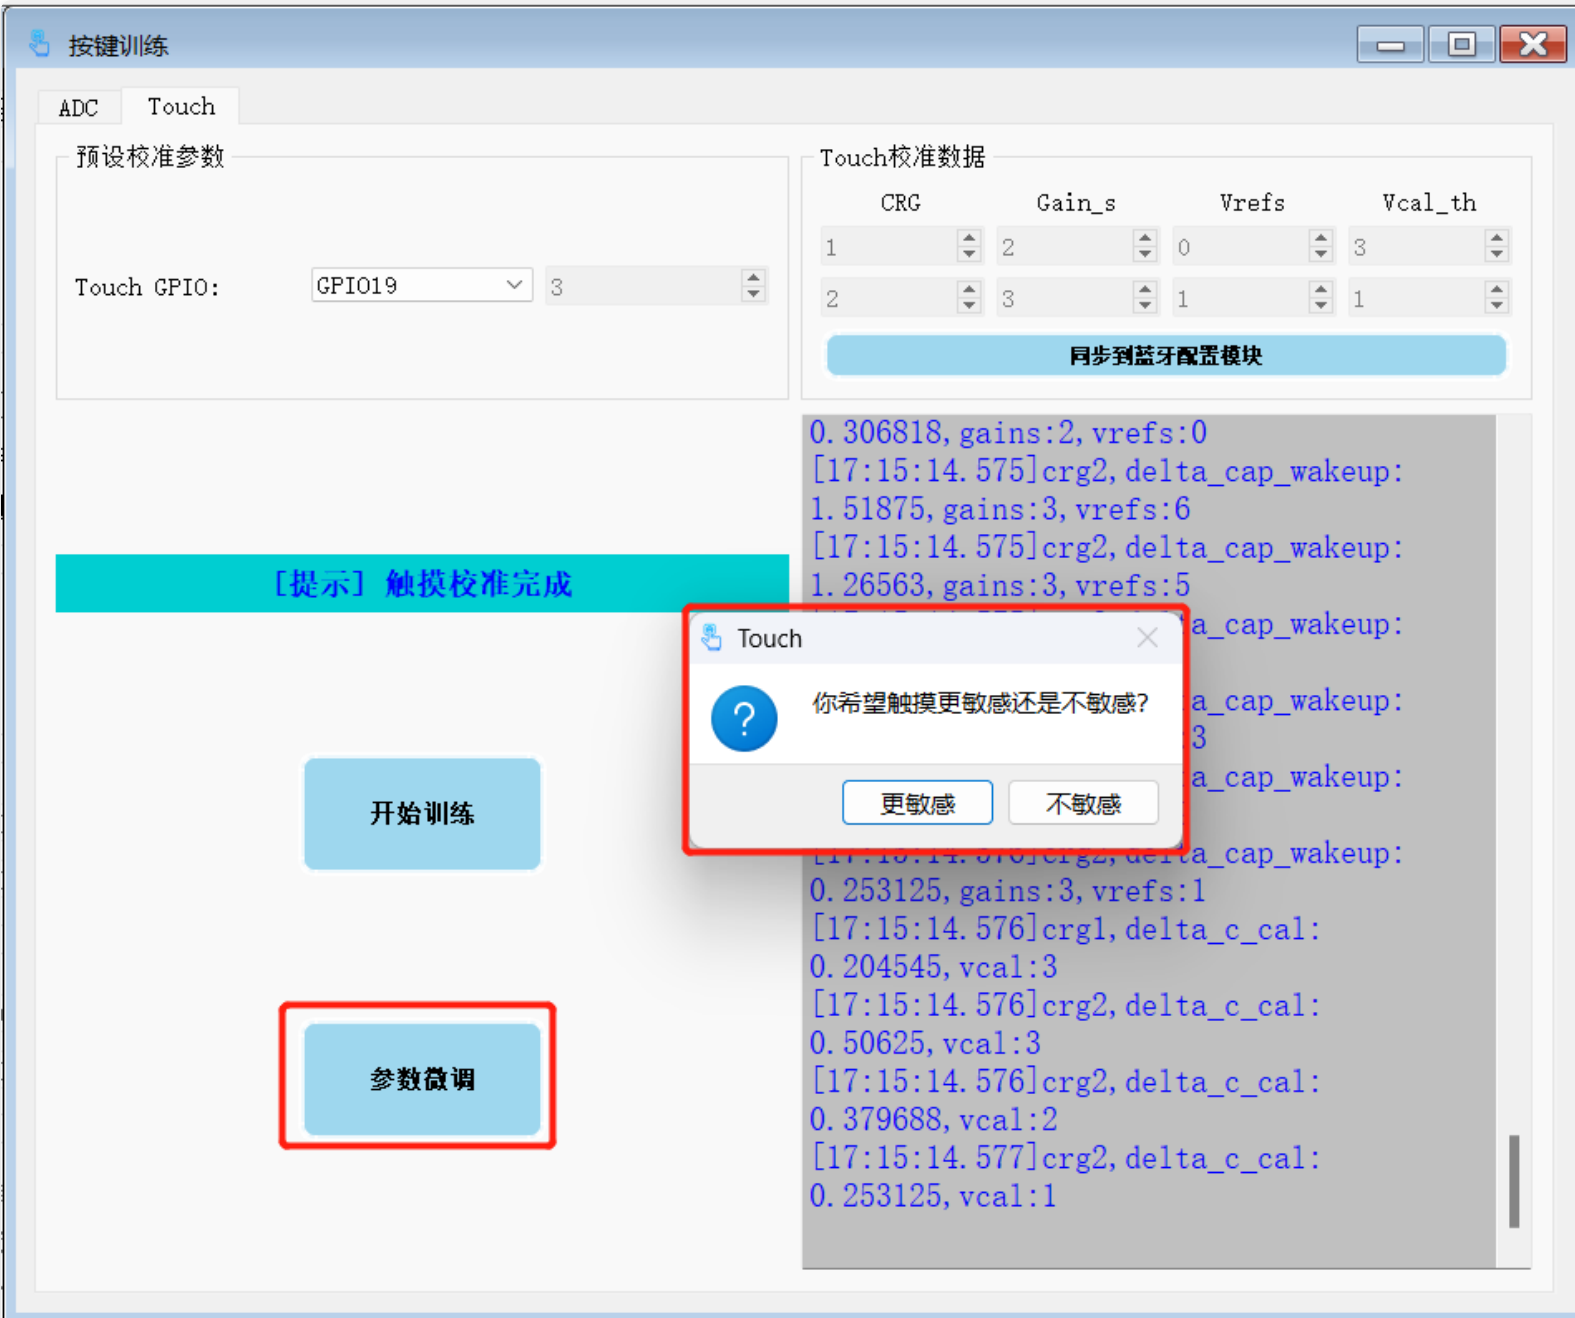 按键训练
ADC
Touch
预设校准参数
Touch GPIO:
GPIO19
3
Touch校准数据
CRG
Gain_s
Vrefs
Vcal_th
1
2
0
3
2
3
1
1
同步到蓝牙配置模块
[提示] 触摸校准完成
开始训练
参数微调
0.306818,gains:2,vrefs:0
[17:15:14.575]crg2,delta_cap_wakeup:
1.51875,gains:3,vrefs:6
[17:15:14.575]crg2,delta_cap_wakeup:
1.26563,gains:3,vrefs:5
a_cap_wakeup:
a_cap_wakeup:
:3
a_cap_wakeup:
[17:15:14.576]crg2,delta_cap_wakeup:
0.253125,gains:3,vrefs:1
[17:15:14.576]crg1,delta_c_cal:
0.204545,vcal:3
[17:15:14.576]crg2,delta_c_cal:
0.50625,vcal:3
[17:15:14.576]crg2,delta_c_cal:
0.379688,vcal:2
[17:15:14.577]crg2,delta_c_cal:
0.253125,vcal:1
Touch
你希望触摸更敏感还是不敏感?
更敏感
不敏感